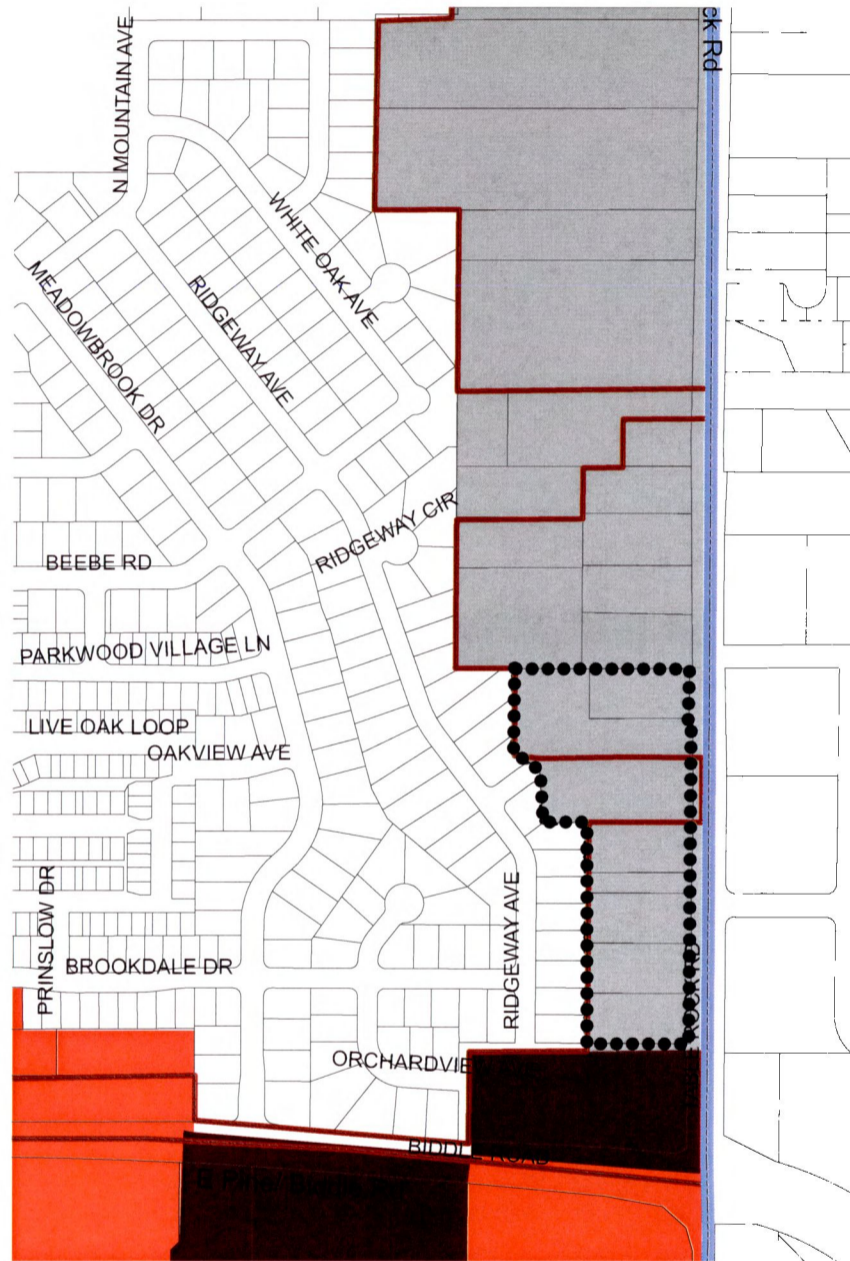 ck Rd
N MOUNTAIN AVE
WHITE OAK AVE
RIDGEWAY AVE
MEADOWBROOK DR
RIDGEWAY CIR
BEEBE RD
PARKWOOD VILLAGE LN
LIVE OAK LOOP
OAKVIEW AVE
PRINSLOW DR
RIDGEWAY AVE
BROOKDALE DR
ORCHARDVIEW AVE
BIDDLE ROAD